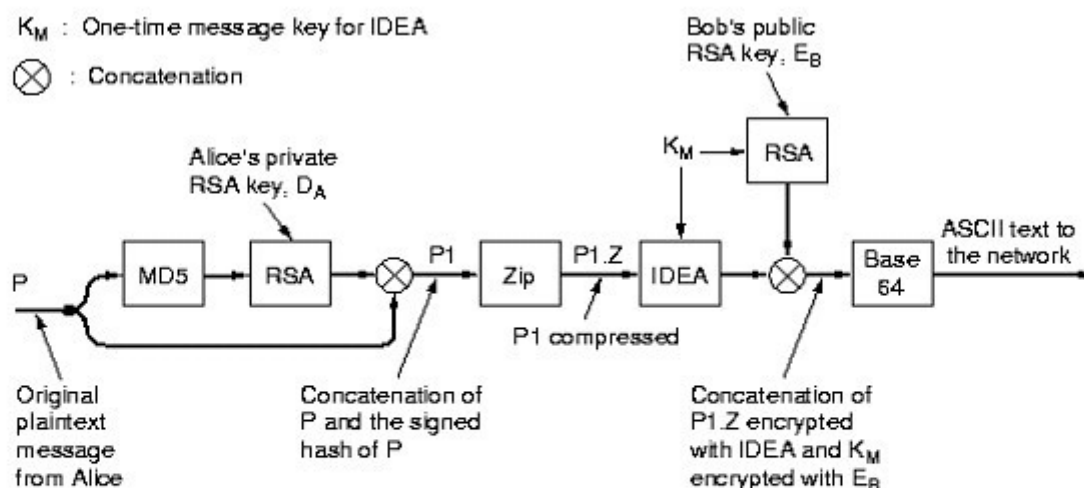 K_M : One-time message key for IDEA
⊗ : Concatenation
Bob's public
RSA key, E_B
Alice's private
RSA key, D_A
K_M
RSA
P
MD5
RSA
P1
Zip
P1.Z
IDEA
Base
64
ASCII text to
the network
P1 compressed
Original
plaintext
message
from Alice
Concatenation of
P and the signed
hash of P
Concatenation of
P1.Z encrypted
with IDEA and K_M
encrypted with E_B